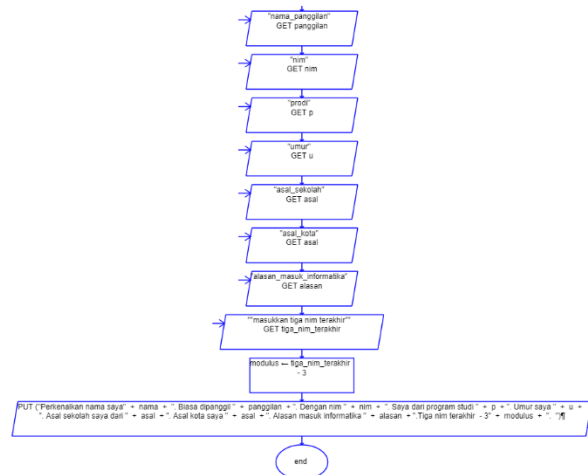 "nama_panggilan"
GET panggilan
"nim"
GET nim
"prodi"
GET p
"umur"
GET u
"asal_sekolah"
GET asal
"asal_kota"
GET asal
"alasan_masuk_informatika"
GET alasan
""masukkan tiga nim terakhir""
GET tiga_nim_terakhir
modulus ← tiga_nim_terakhir
- 3
PUT ("Perkenalkan nama saya" + nama + ". Biasa dipanggil " + panggilan + ". Dengan nim " + nim + ". Saya dari program studi " + p + ". Umur saya " + u +
". Asal sekolah saya dari " + asal + ". Asal kota saya " + asal + ". Alasan masuk informatika " + alasan + ".Tiga nim terakhir - 3" + modulus + ". ")¶
end